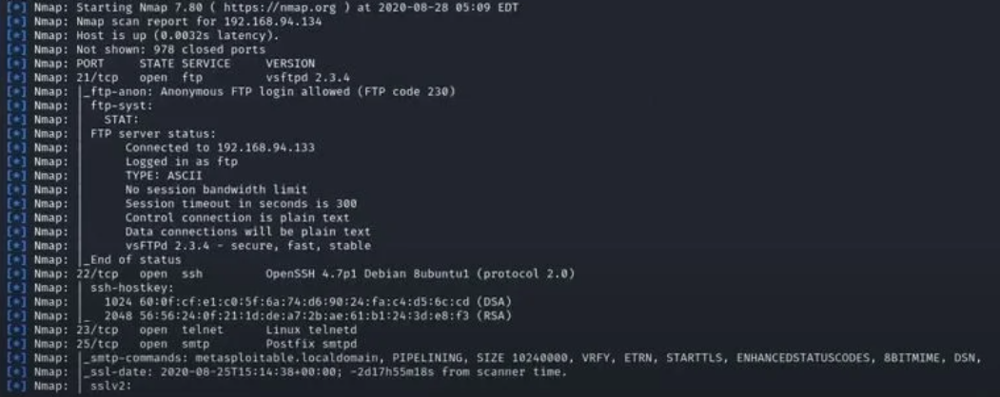 [*] Nmap: Starting Nmap 7.80 ( https://nmap.org ) at 2020-08-28 05:09 EDT
[*] Nmap: Nmap scan report for 192.168.94.134
[*] Nmap: Host is up (0.0032s latency).
[*] Nmap: Not shown: 978 closed ports
[*] Nmap: PORT     STATE SERVICE     VERSION
[*] Nmap: 21/tcp   open  ftp         vsftpd 2.3.4
[*] Nmap: |_ftp-anon: Anonymous FTP login allowed (FTP code 230)
[*] Nmap: | ftp-syst:
[*] Nmap: |   STAT:
[*] Nmap: | FTP server status:
[*] Nmap: |      Connected to 192.168.94.133
[*] Nmap: |      Logged in as ftp
[*] Nmap: |      TYPE: ASCII
[*] Nmap: |      No session bandwidth limit
[*] Nmap: |      Session timeout in seconds is 300
[*] Nmap: |      Control connection is plain text
[*] Nmap: |      Data connections will be plain text
[*] Nmap: |      vsFTPd 2.3.4 - secure, fast, stable
[*] Nmap: |_End of status
[*] Nmap: 22/tcp   open  ssh         OpenSSH 4.7p1 Debian 8ubuntu1 (protocol 2.0)
[*] Nmap: | ssh-hostkey:
[*] Nmap: |   1024 60:0f:cf:e1:c0:5f:6a:74:d6:90:24:fa:c4:d5:6c:cd (DSA)
[*] Nmap: |_  2048 56:56:24:0f:21:1d:de:a7:2b:ae:61:b1:24:3d:e8:f3 (RSA)
[*] Nmap: 23/tcp   open  telnet      Linux telnetd
[*] Nmap: 25/tcp   open  smtp        Postfix smtpd
[*] Nmap: |_smtp-commands: metasploitable.localdomain, PIPELINING, SIZE 10240000, VRFY, ETRN, STARTTLS, ENHANCEDSTATUSCODES, 8BITMIME, DSN,
[*] Nmap: |_ssl-date: 2020-08-25T15:14:38+00:00; -2d17h55m18s from scanner time.
[*] Nmap: | sslv2: